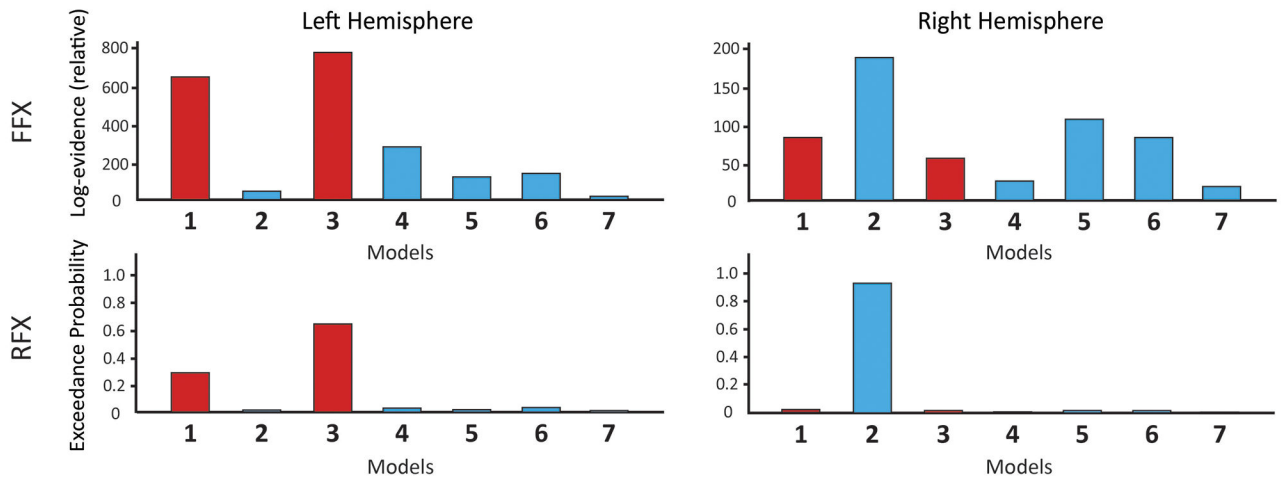 Left Hemisphere
Right Hemisphere
FFX
Log-evidence (relative)
800
600
400
200
0
1 2 3 4 5 6 7
Models
200
150
100
50
0
1 2 3 4 5 6 7
Models
RFX
Exceedance Probability
1.0
0.8
0.6
0.4
0.2
0
1 2 3 4 5 6 7
Models
1.0
0.8
0.6
0.4
0.2
0
1 2 3 4 5 6 7
Models